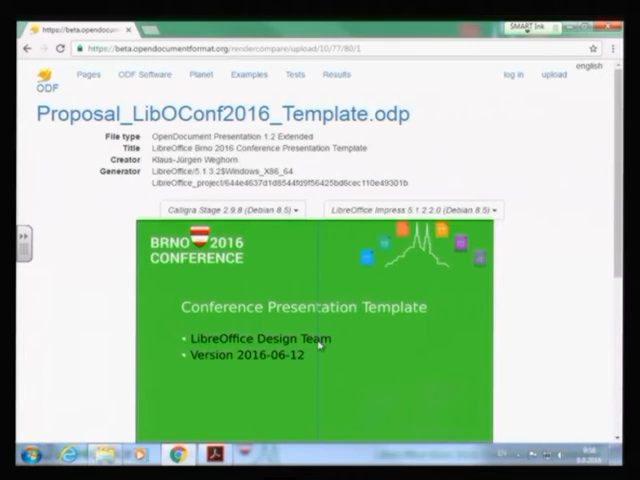 https://beta.opendocum
SMART Ink
https://beta.opendocumentformat.org/rendercompare/upload/10/77/80/1
english
ODF
Pages ODF Software Planet Examples Tests Results log in upload
Proposal_LibOConf2016_Template.odp
File type OpenDocument Presentation 1.2 Extended
Title LibreOffice Brno 2016 Conference Presentation Template
Creator Klaus-Jürgen Weghorn
Generator LibreOffice/5.1.3.2$Windows_X86_64
Calligra Stage 2.9.8 (Debian 8.5)
LibreOffice Impress 5.1.2.2.0 (Debian 8.5)
BRNO 2016
CONFERENCE
Conference Presentation Template
LibreOffice Design Team
Version 2016-06-12
EN